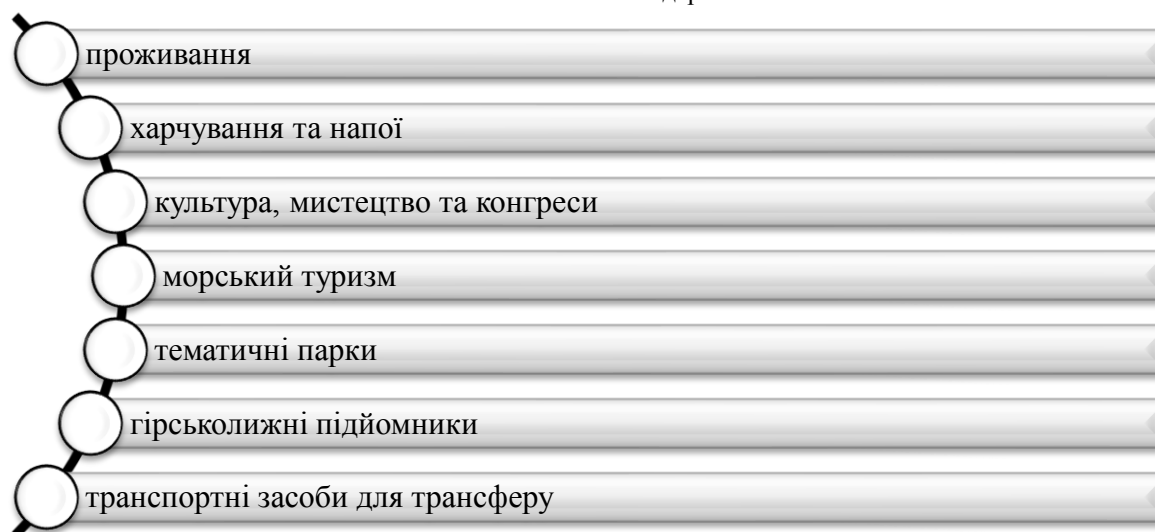 проживання
харчування та напої
культура, мистецтво та конгреси
морський туризм
тематичні парки
гірськолижні підйомники
транспортні засоби для трансферу